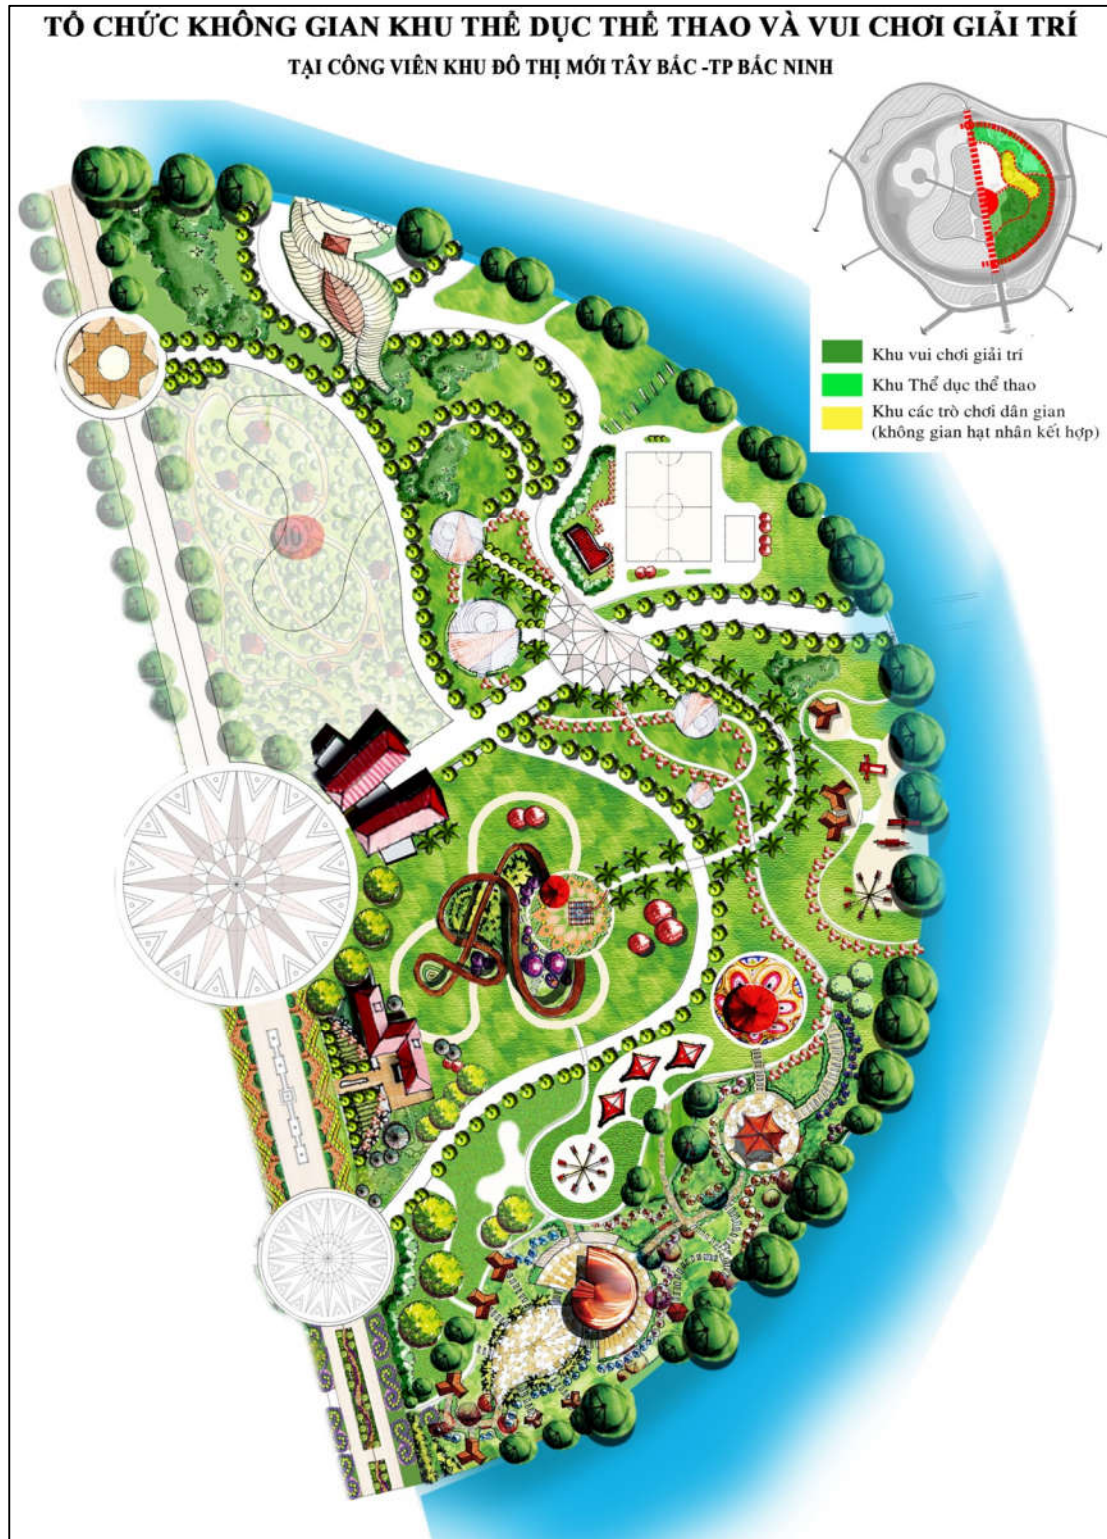 TỔ CHỨC KHÔNG GIAN KHU THỂ DỤC THỂ THAO VÀ VUI CHƠI GIẢI TRÍ
TẠI CÔNG VIÊN KHU ĐÔ THỊ MỚI TÂY BẮC -TP BẮC NINH
Khu vui chơi giải trí
Khu Thể dục thể thao
Khu các trò chơi dân gian
(không gian hạt nhân kết hợp)